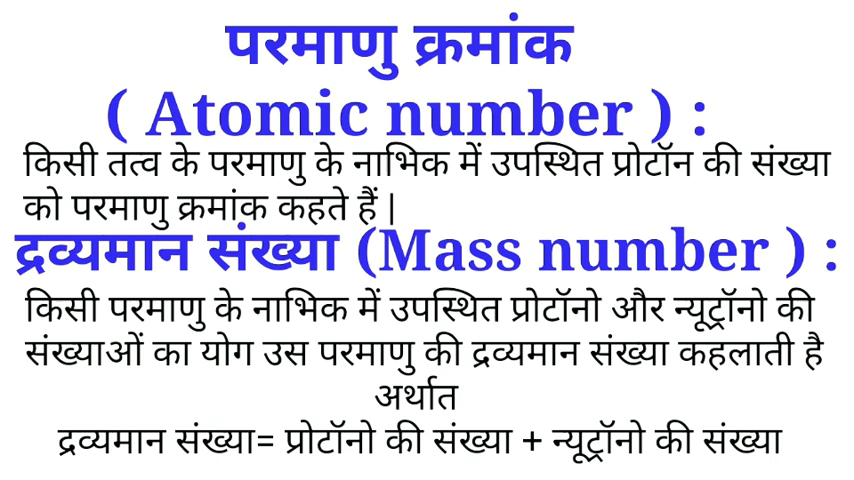 परमाणु क्रमांक
( Atomic number ) :
किसी तत्व के परमाणु के नाभिक में उपस्थित प्रोटॉन की संख्या
को परमाणु क्रमांक कहते हैं |
द्रव्यमान संख्या (Mass number ) :
किसी परमाणु के नाभिक में उपस्थित प्रोटॉनो और न्यूट्रॉनो की
संख्याओं का योग उस परमाणु की द्रव्यमान संख्या कहलाती है
अर्थात
द्रव्यमान संख्या= प्रोटॉनो की संख्या + न्यूट्रॉनो की संख्या